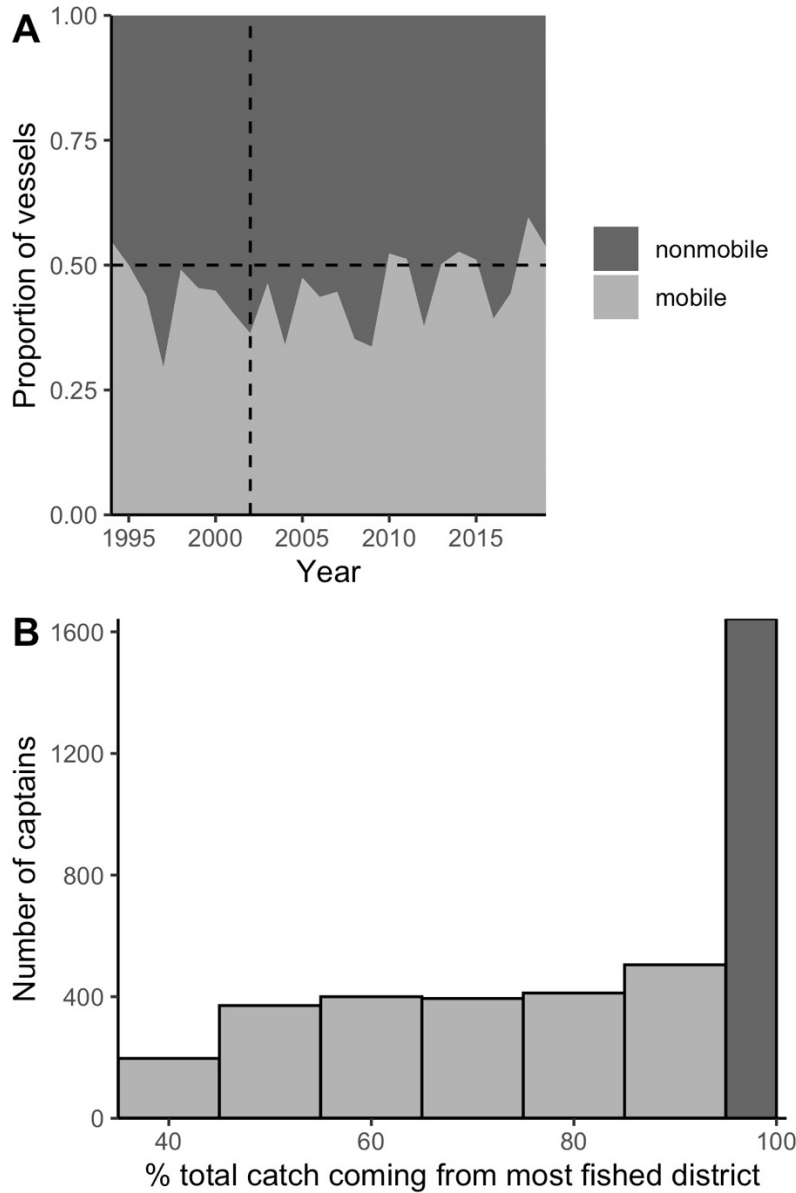 A
1.00
0.75
0.50
0.25
0.00
Proportion of vessels
1995 2000 2005 2010 2015
Year
nonmobile
mobile
B
1600
1200
800
400
0
Number of captains
40 60 80 100
% total catch coming from most fished district